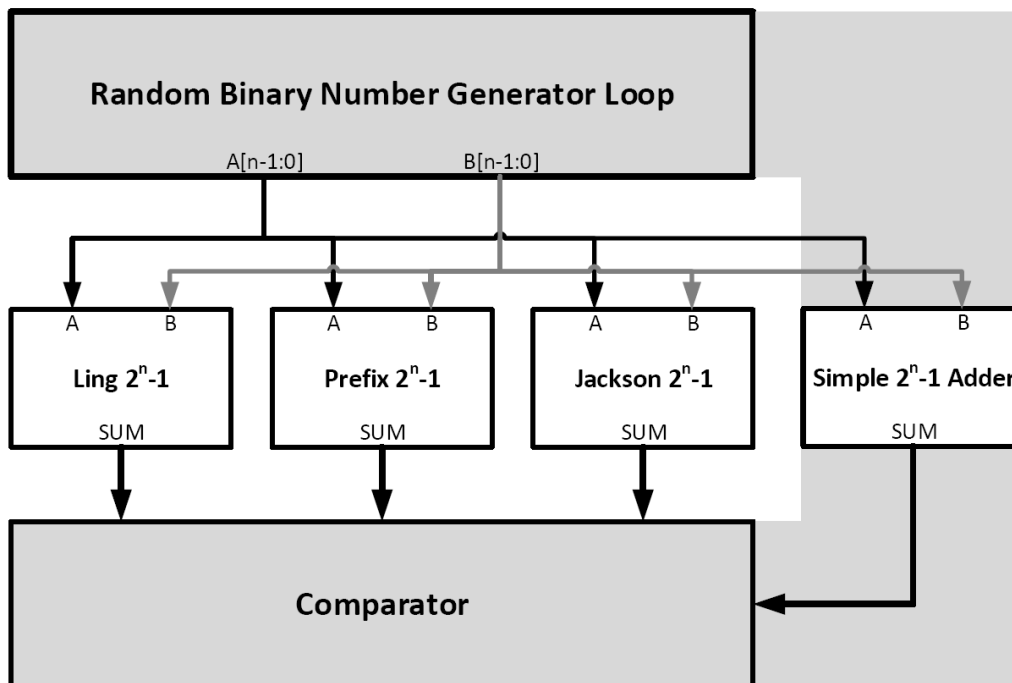 Random Binary Number Generator Loop
A[n-1:0] B[n-1:0]
A B A B A B A B
Ling 2ⁿ-1 Prefix 2ⁿ-1 Jackson 2ⁿ-1 Simple 2ⁿ-1 Adder
SUM SUM SUM SUM
Comparator